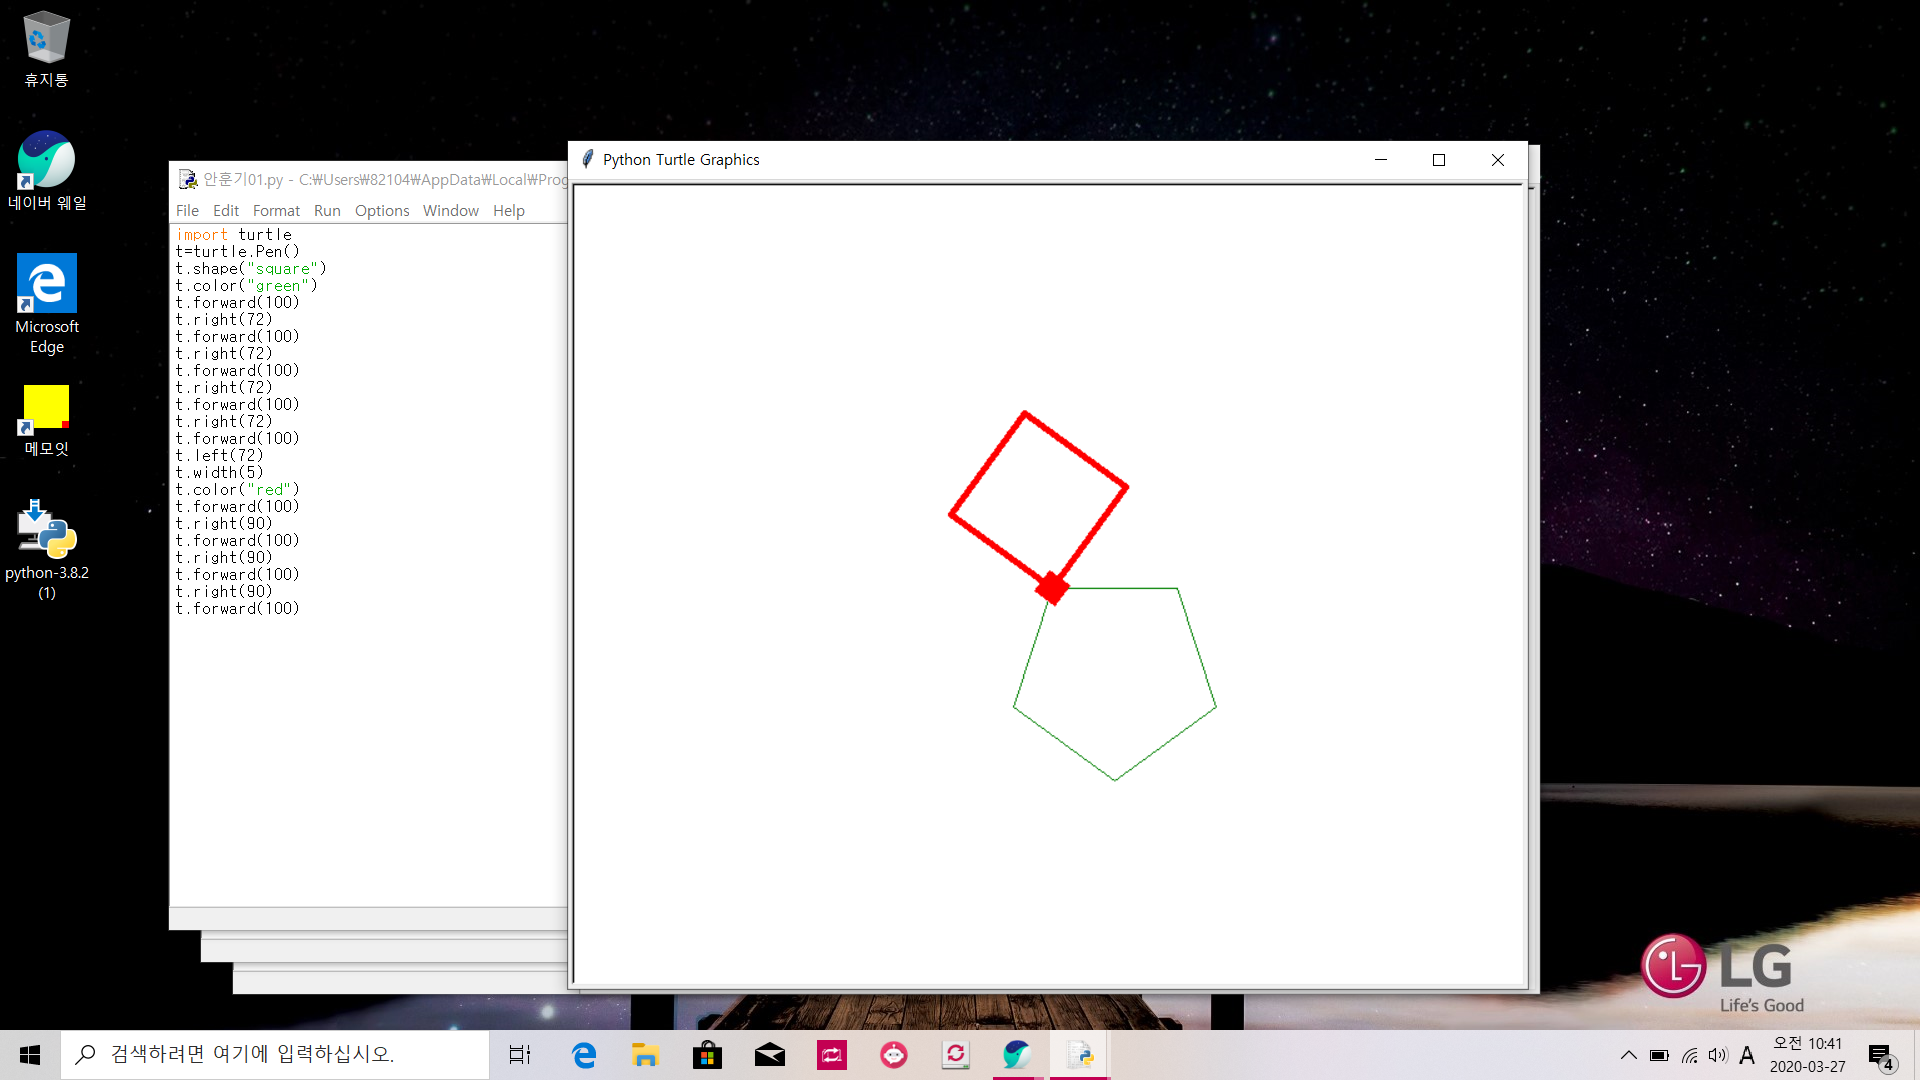 휴지통
네이버 웨일
Microsoft
Edge
메모잇
python-3.8.2
(1)
안훈기01.py - C:₩Users₩82104₩AppData₩Local₩Prog
File Edit Format Run Options Window Help
import turtle
t=turtle.Pen()
t.shape("square")
t.color("green")
t.forward(100)
t.right(72)
t.forward(100)
t.right(72)
t.forward(100)
t.right(72)
t.forward(100)
t.right(72)
t.forward(100)
t.left(72)
t.width(5)
t.color("red")
t.forward(100)
t.right(90)
t.forward(100)
t.right(90)
t.forward(100)
t.right(90)
t.forward(100)
Python Turtle Graphics
LG
Life's Good
검색하려면 여기에 입력하십시오.
A
오전 10:41
2020-03-27
4